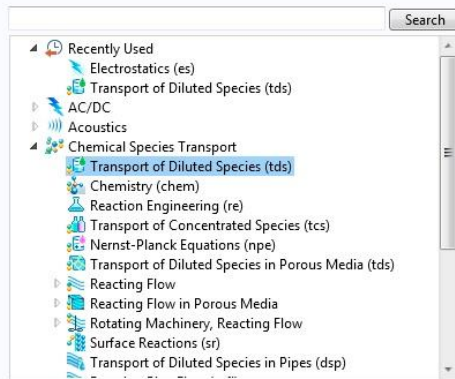 Search
Recently Used
Electrostatics (es)
Transport of Diluted Species (tds)
AC/DC
Acoustics
Chemical Species Transport
Transport of Diluted Species (tds)
Chemistry (chem)
Reaction Engineering (re)
Transport of Concentrated Species (tcs)
Nernst-Planck Equations (npe)
Transport of Diluted Species in Porous Media (tds)
Reacting Flow
Reacting Flow in Porous Media
Rotating Machinery, Reacting Flow
Surface Reactions (sr)
Transport of Diluted Species in Pipes (dsp)